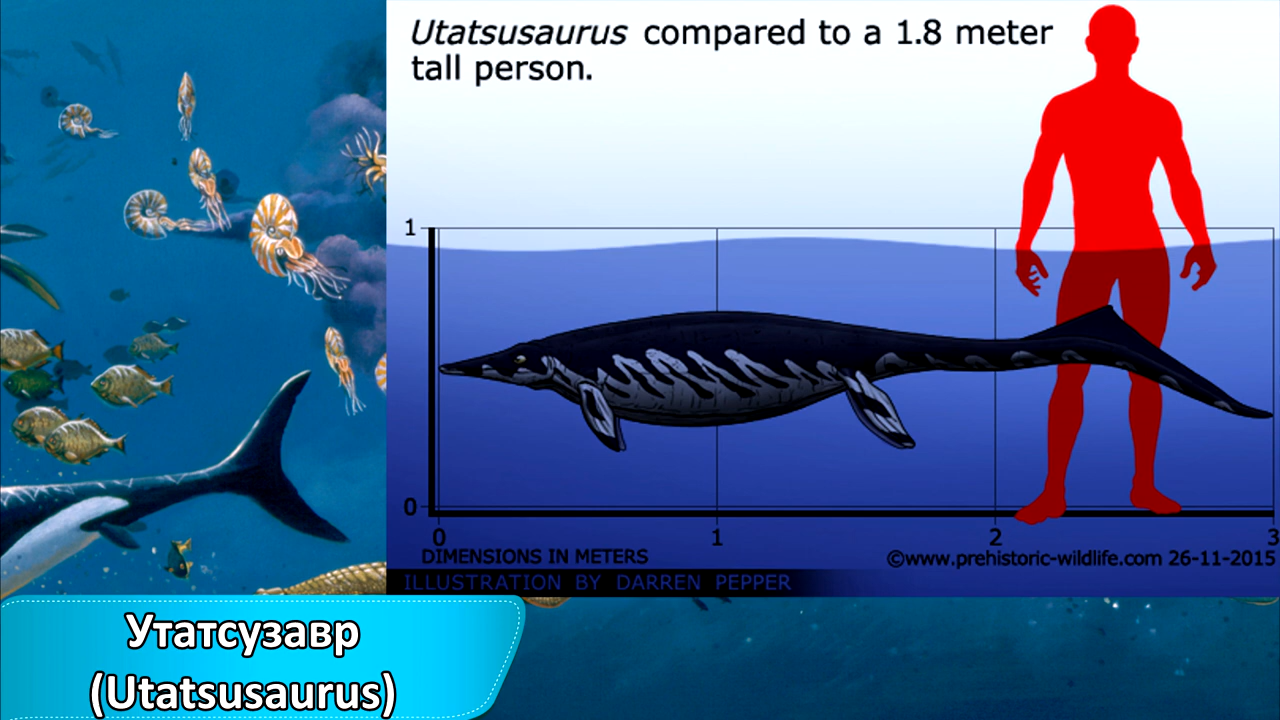 Utatsusaurus compared to a 1.8 meter
tall person.
1
0
0 1 2 3
DIMENSIONS IN METERS
©www.prehistoric-wildlife.com 26-11-2015
ILLUSTRATION BY DARREN PEPPER
Утатсузавр
(Utatsusaurus)